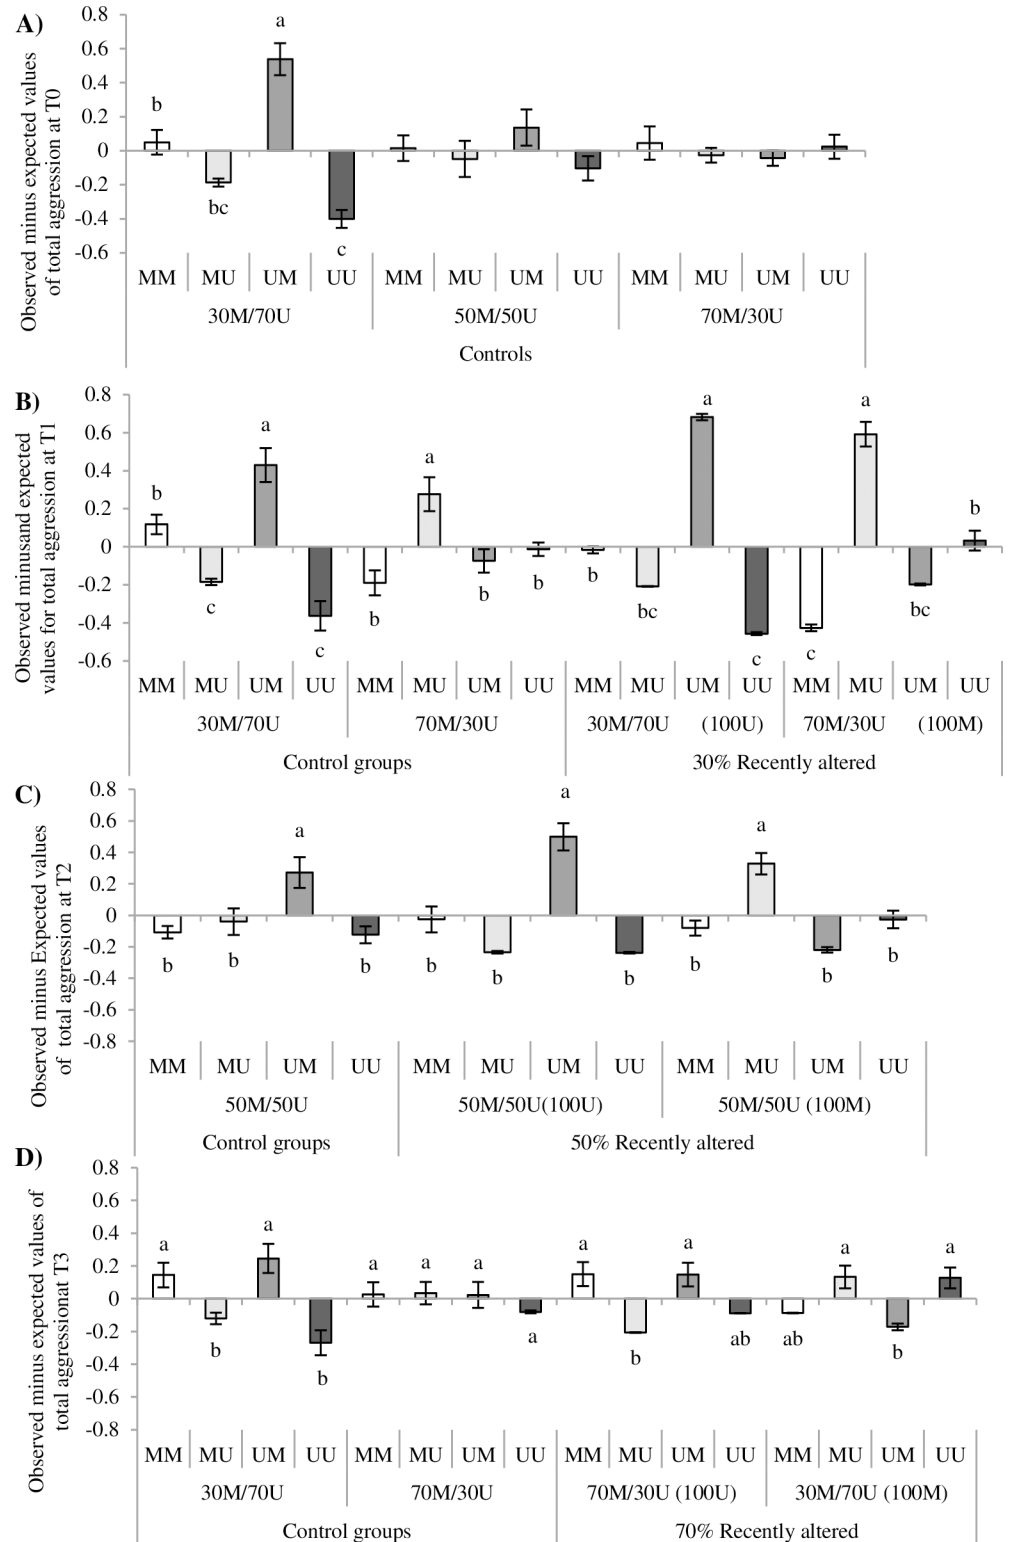 A)
Observed minus expected values
of total aggression at T0
0.8
0.6
0.4
0.2
0
-0.2
-0.4
-0.6
b
bc
a
c
MM MU UM UU MM MU UM UU MM MU UM UU
30M/70U 50M/50U 70M/30U
Controls
B)
Observed minusand expected
values for total aggression at T1
0.8
0.6
0.4
0.2
0
-0.2
-0.4
-0.6
b
c
a
c
b
a
b
b
b
bc
a
c
c
a
bc
b
MM MU UM UU MM MU UM UU MM MU UM UU MM MU UM UU
30M/70U 70M/30U 30M/70U (100U) 70M/30U (100M)
Control groups 30% Recently altered
C)
Observed minus Expected values
of total aggression at T2
0.8
0.6
0.4
0.2
0
-0.2
-0.4
-0.6
-0.8
b
b
a
b
b
b
a
b
b
a
b
b
MM MU UM UU MM MU UM UU MM MU UM UU
50M/50U 50M/50U(100U) 50M/50U (100M)
Control groups 50% Recently altered
D)
Observed minus expected values of
total aggressionat T3
0.8
0.6
0.4
0.2
0
-0.2
-0.4
-0.6
-0.8
a
b
a
b
a
a
a
a
a
b
a
ab
ab
a
b
a
MM MU UM UU MM MU UM UU MM MU UM UU MM MU UM UU
30M/70U 70M/30U 70M/30U (100U) 30M/70U (100M)
Control groups 70% Recently altered